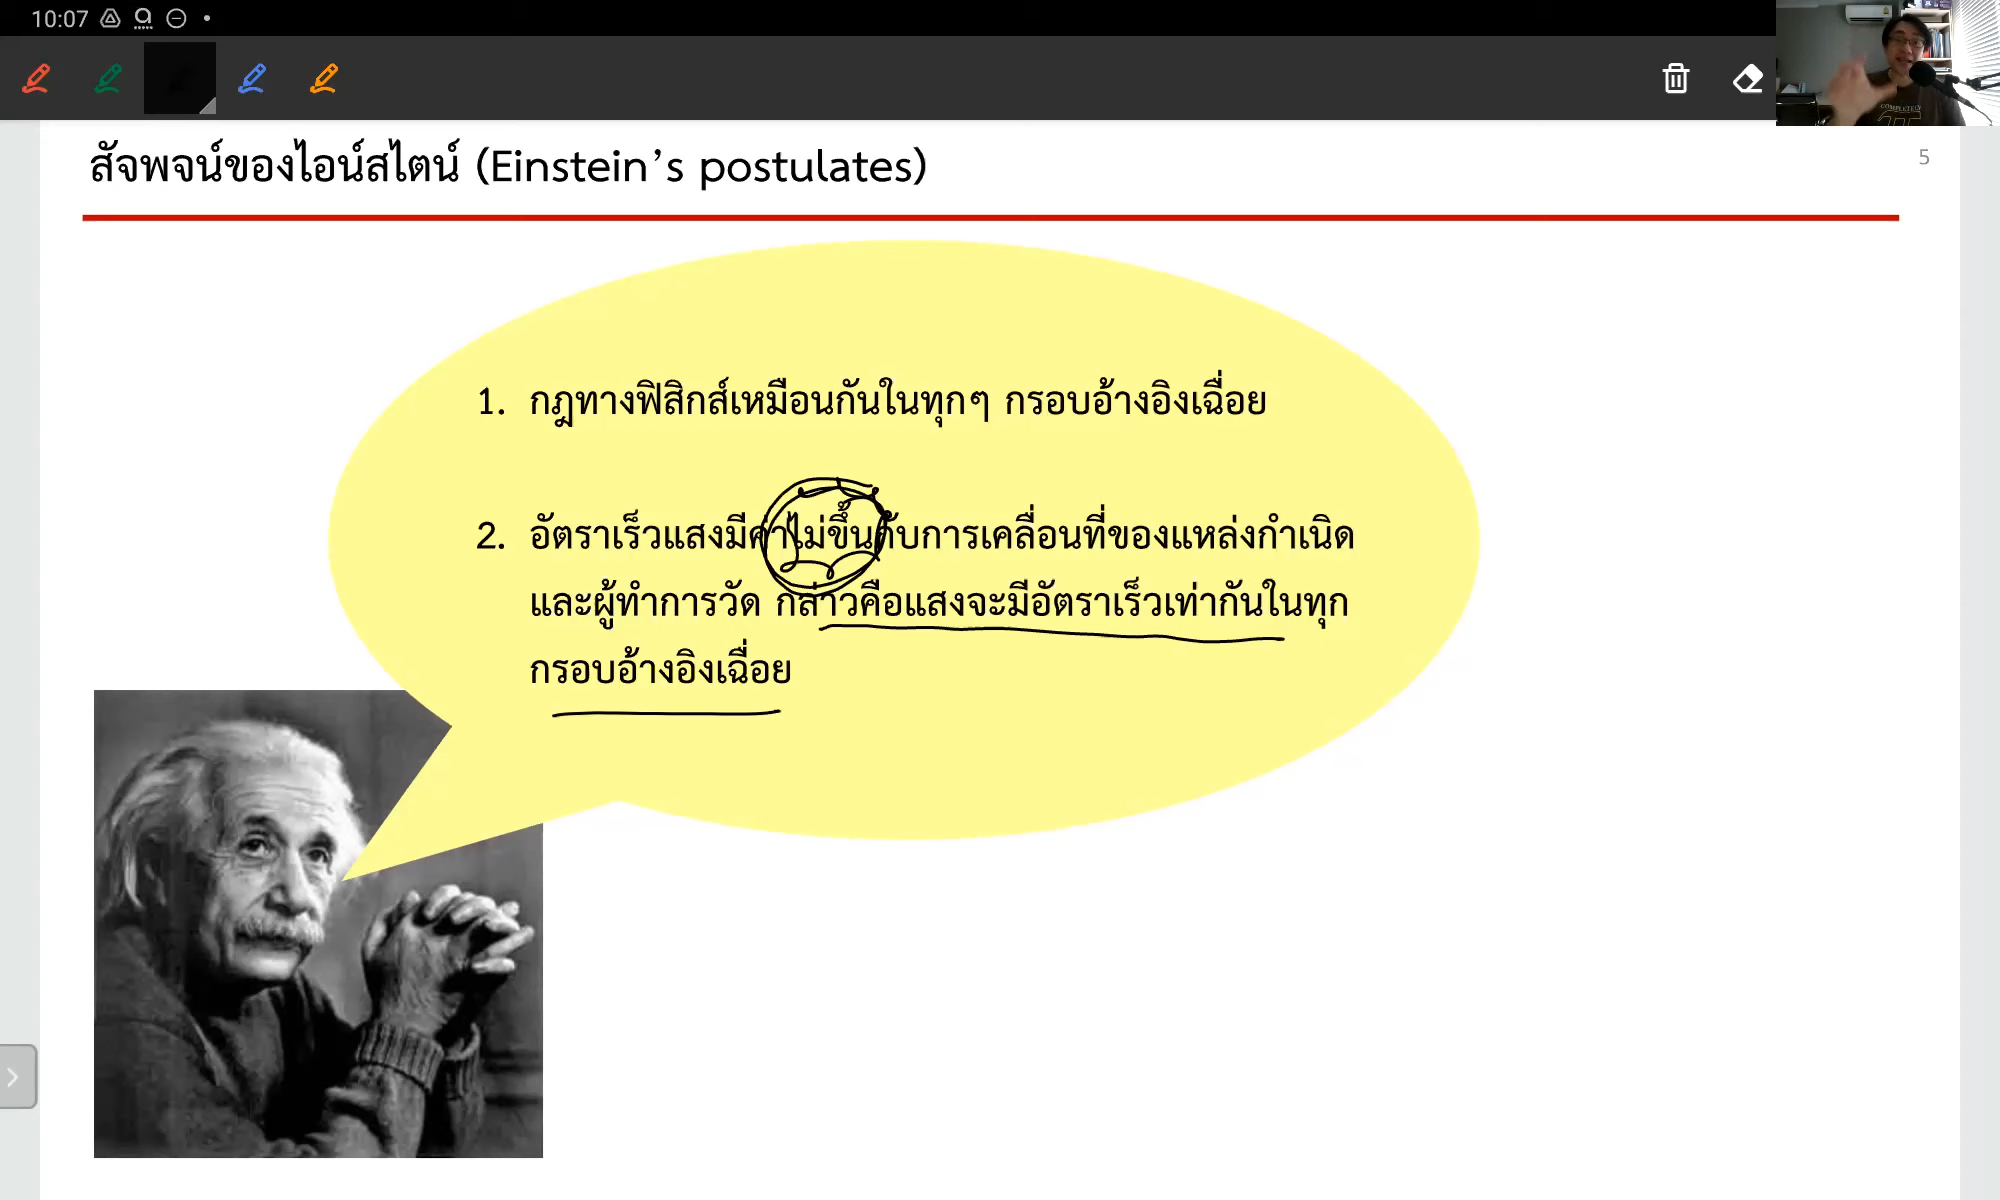 10:07
สัจพจน์ของไอน์สไตน์ (Einstein's postulates)
5
1. กฎทางฟิสิกส์เหมือนกันในทุกๆ กรอบอ้างอิงเฉื่อย
2. อัตราเร็วแสงมีค่าไม่ขึ้นกับการเคลื่อนที่ของแหล่งกำเนิด
และผู้ทำการวัด กล่าวคือแสงจะมีอัตราเร็วเท่ากันในทุก
กรอบอ้างอิงเฉื่อย